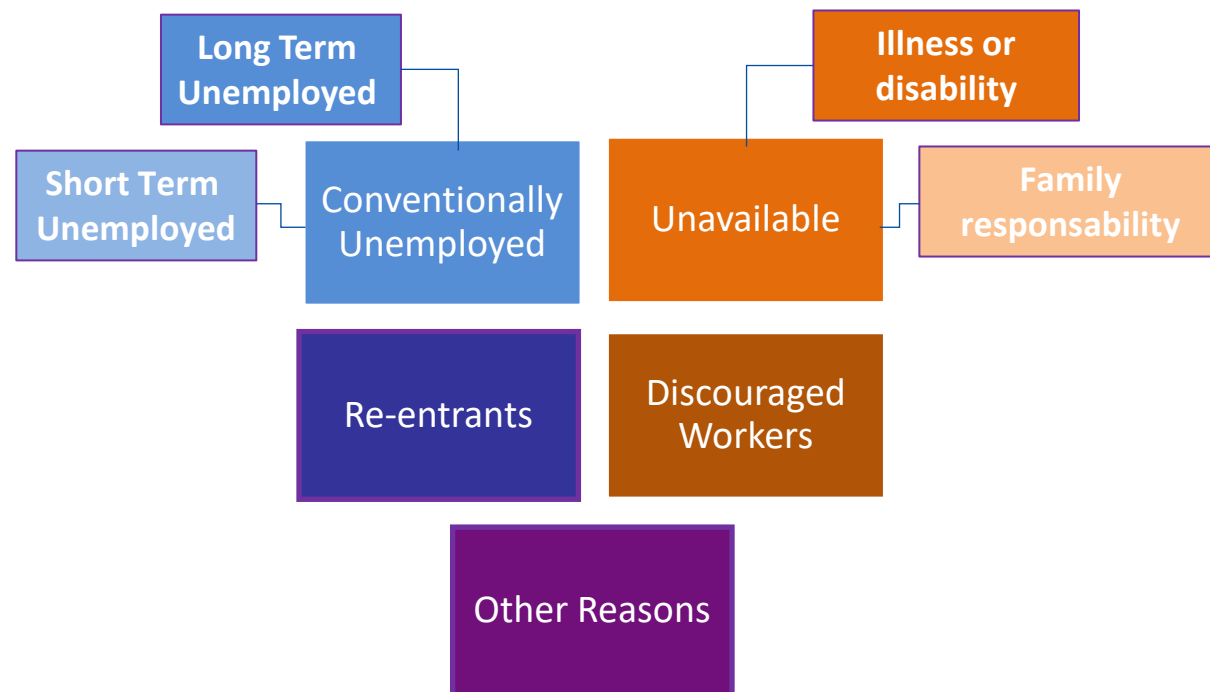 Long Term
Unemployed
Illness or
disability
Short Term
Unemployed
Conventionally
Unemployed
Unavailable
Family
responsability
Re-entrants
Discouraged
Workers
Other Reasons